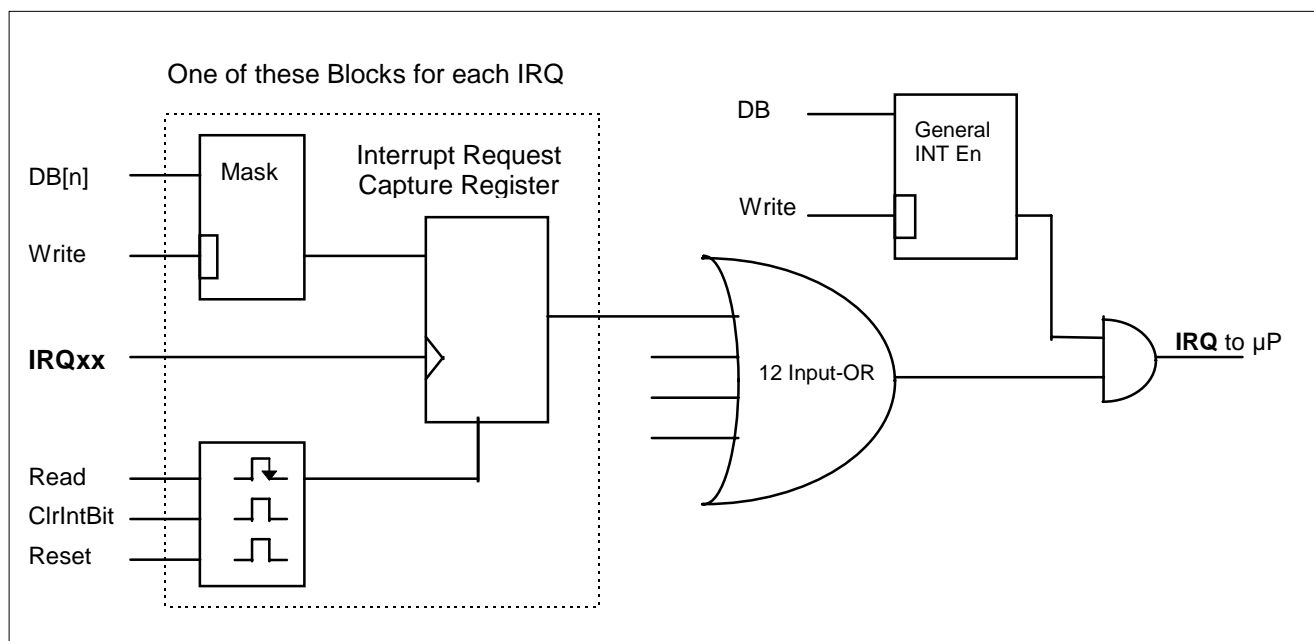 One of these Blocks for each IRQ
DB[n]
Write
IRQxx
Read
ClrIntBit
Reset
Mask
Interrupt Request
Capture Register
12 Input-OR
DB
Write
General
INT En
IRQ to µP